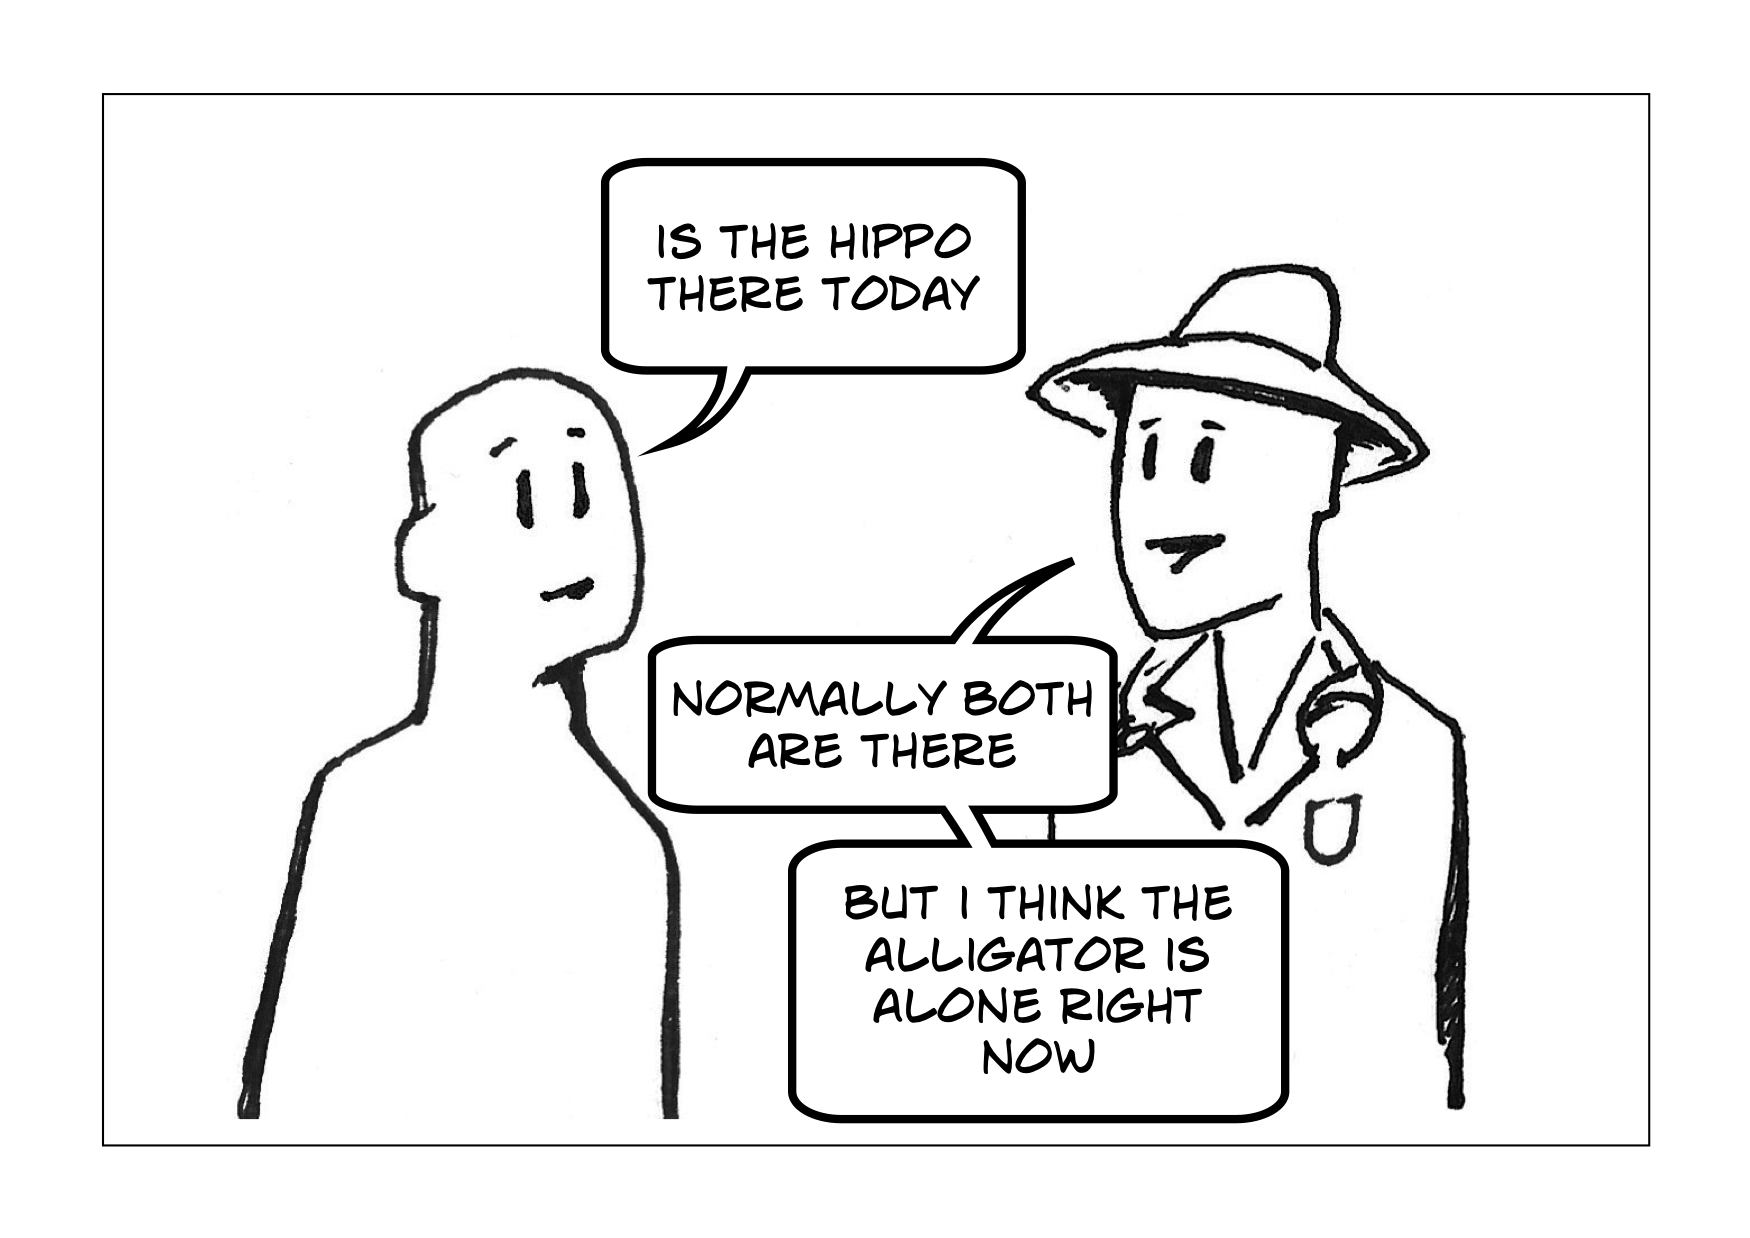 IS THE HIPPO
THERE TODAY
NORMALLY BOTH
ARE THERE
BUT I THINK THE
ALLIGATOR IS
ALONE RIGHT
NOW